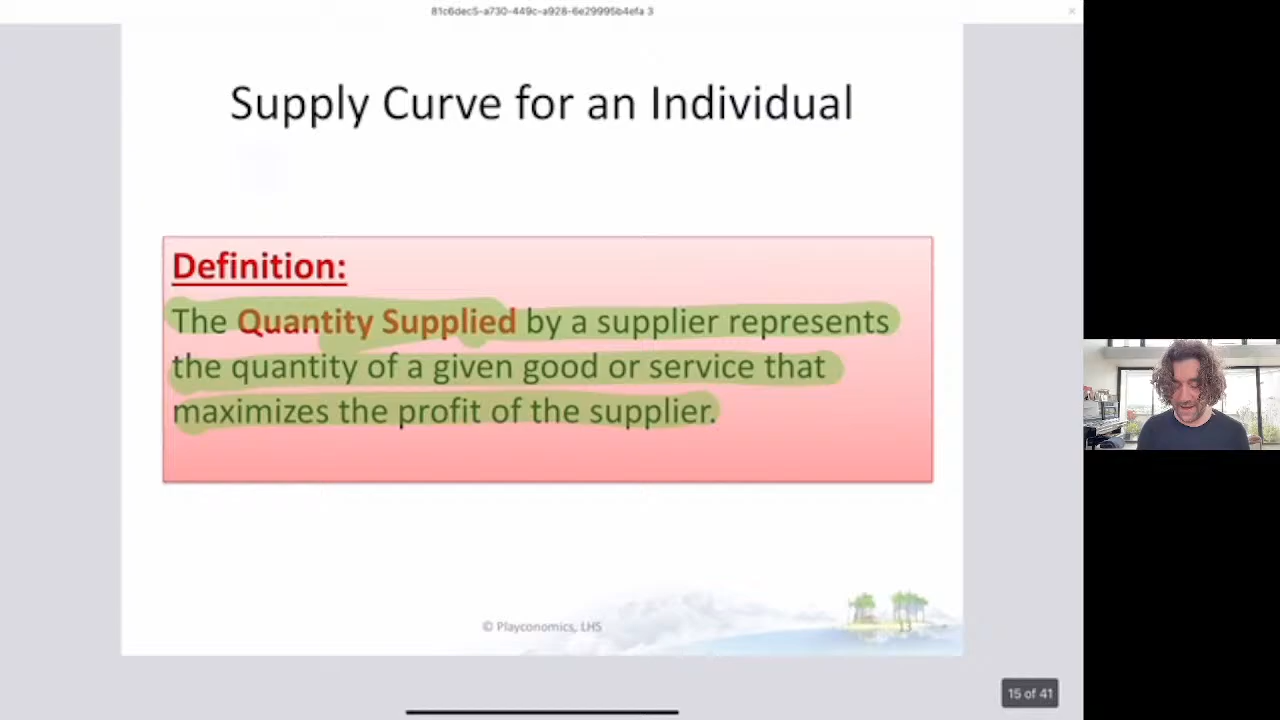 81c6dec5-a730-449c-a928-6e29995b4efa 3
Supply Curve for an Individual
Definition:
The Quantity Supplied by a supplier represents
the quantity of a given good or service that
maximizes the profit of the supplier.
© Playconomics, LHS
13
15 of 41